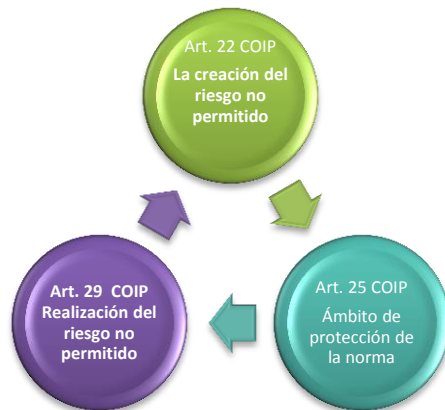 Art. 22 COIP
La creación del
riesgo no
permitido
Art. 25 COIP
Ámbito de
protección de
la norma
Art. 29 COIP
Realización del
riesgo no
permitido